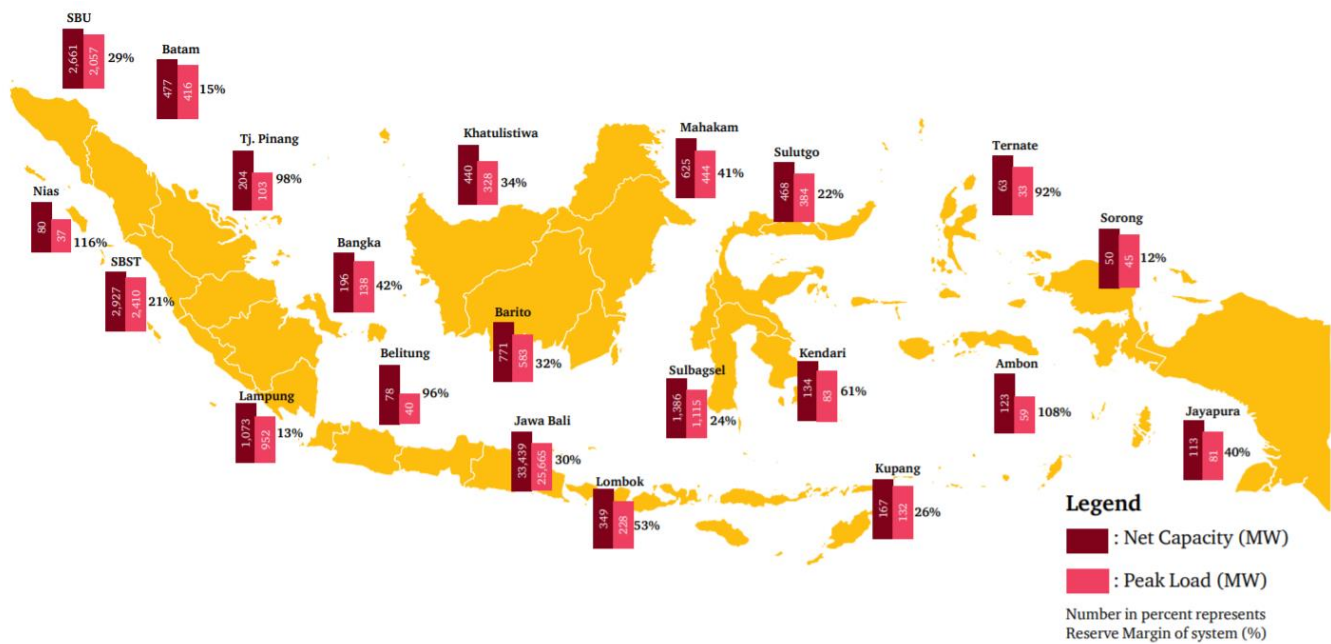 SBU
2,661
2,057
29%
Batam
477
416
15%
Tj. Pinang
204
103
98%
Khatulistiwa
440
328
34%
Mahakam
625
444
41%
Sulutgo
468
384
22%
Ternate
63
33
92%
Nias
80
37
116%
Sorong
50
45
12%
SBST
2,927
2,410
21%
Bangka
196
138
42%
Barito
771
583
32%
Belitung
78
40
96%
Sulbagsel
1,386
1,115
24%
Kendari
134
83
61%
Ambon
123
59
108%
Lampung
1,073
952
13%
Jawa Bali
33,439
25,665
30%
Jayapura
113
81
40%
Lombok
349
228
53%
Kupang
167
132
26%
Legend
: Net Capacity (MW)
: Peak Load (MW)
Number in percent represents
Reserve Margin of system (%)